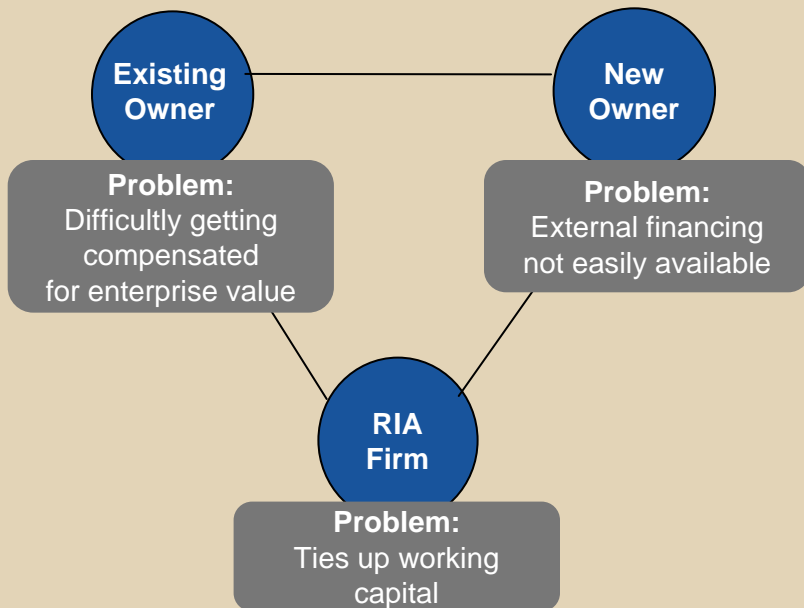 Existing
Owner
New
Owner
Problem:
Difficultly getting
compensated
for enterprise value
Problem:
External financing
not easily available
RIA
Firm
Problem:
Ties up working
capital